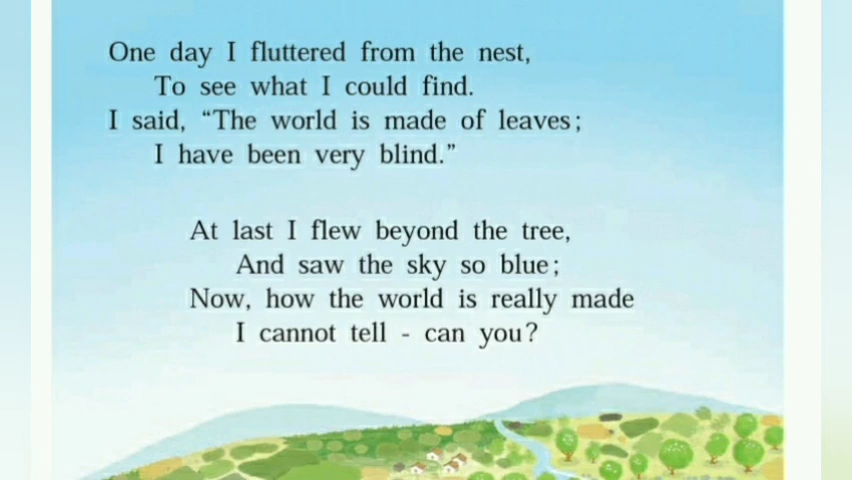 One day I fluttered from the nest,
To see what I could find.
I said, “The world is made of leaves;
I have been very blind.”
At last I flew beyond the tree,
And saw the sky so blue;
Now, how the world is really made
I cannot tell - can you?